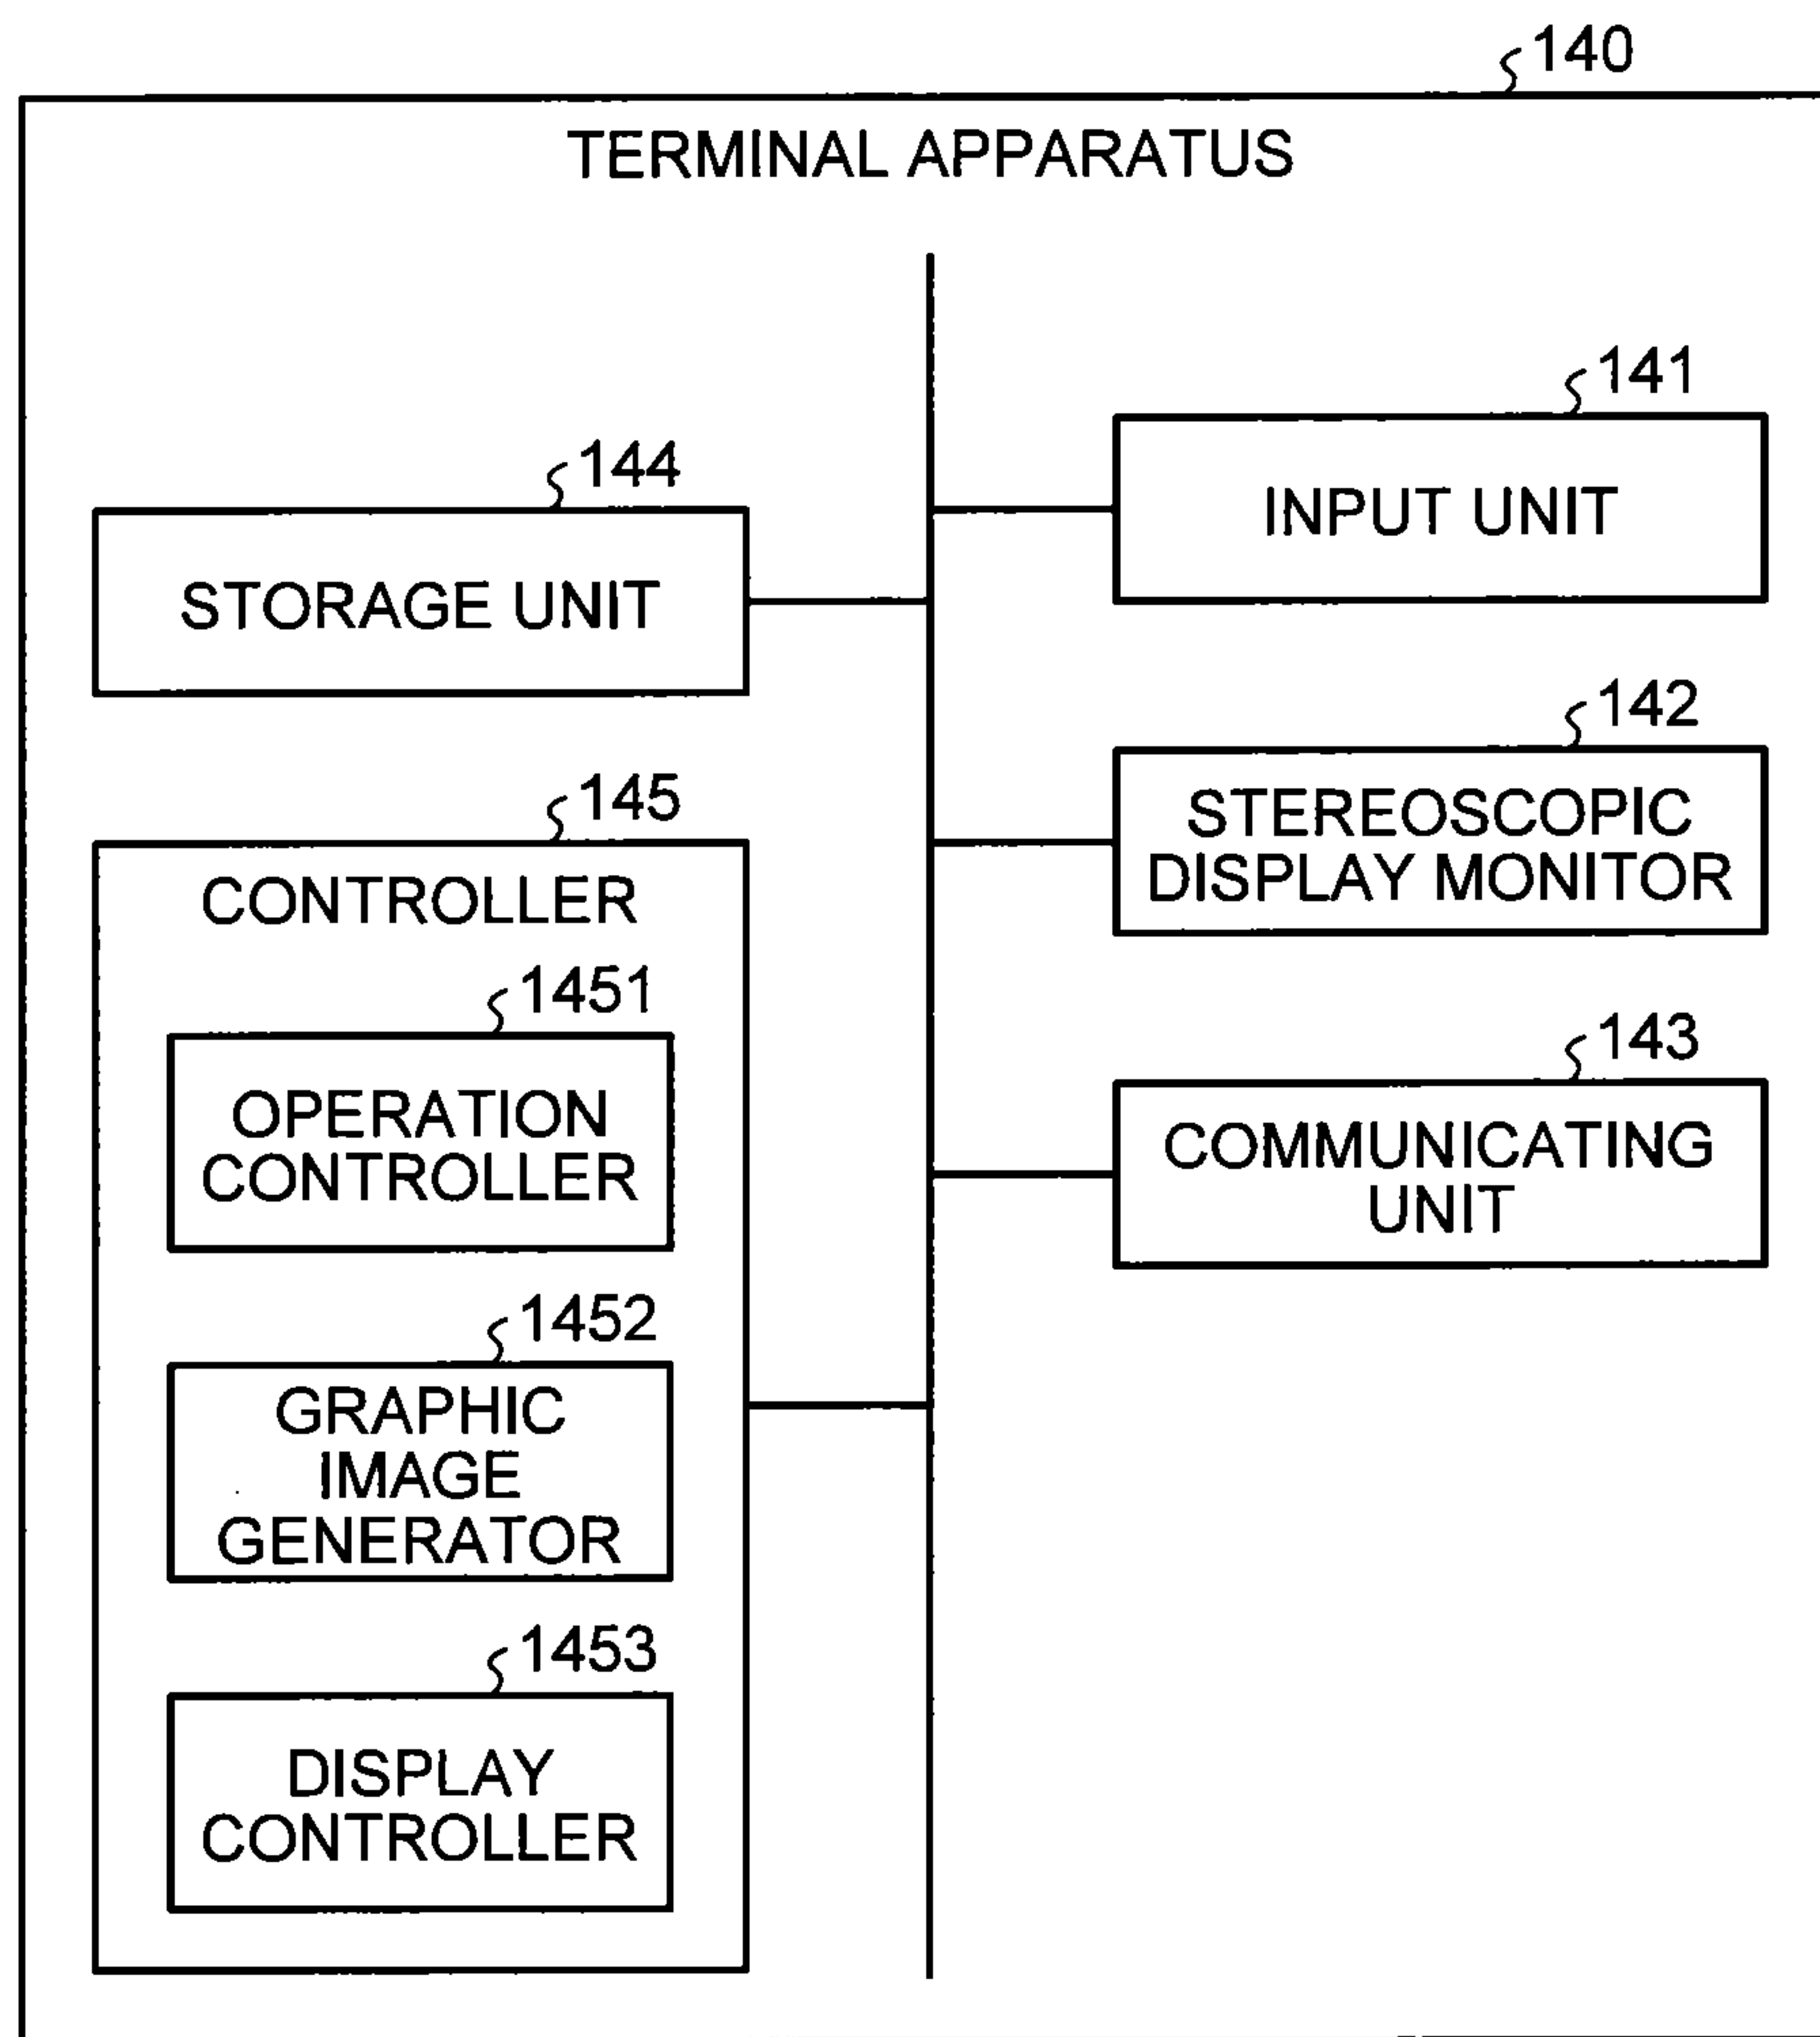 140
TERMINAL APPARATUS
141
INPUT UNIT
144
STORAGE UNIT
142
STEREOSCOPIC
DISPLAY MONITOR
145
CONTROLLER
1451
OPERATION
CONTROLLER
143
COMMUNICATING
UNIT
1452
GRAPHIC
IMAGE
GENERATOR
1453
DISPLAY
CONTROLLER